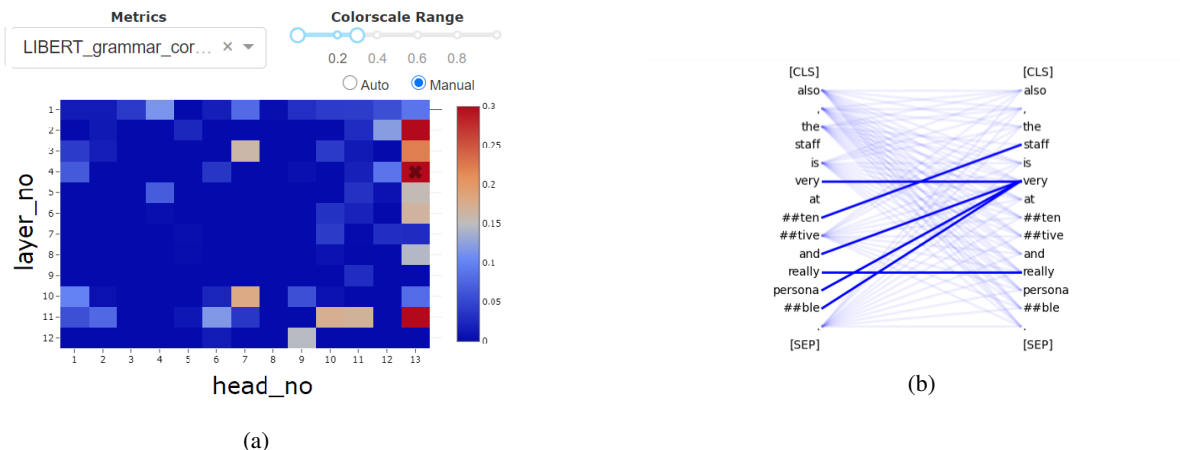 Metrics
Colorscale Range
LIBERT_grammar_cor... × 
0.2 0.4 0.6 0.8
Auto Manual
layer_no
1
2
3
4
5
6
7
8
9
10
11
12
1 2 3 4 5 6 7 8 9 10 11 12 13
head_no
0.3
0.25
0.2
0.15
0.1
0.05
0
(a)
[CLS] [CLS]
also also
, ,
the the
staff staff
is is
very very
at at
##ten ##ten
##tive ##tive
and and
really really
persona persona
##ble ##ble
. .
[SEP] [SEP]
(b)